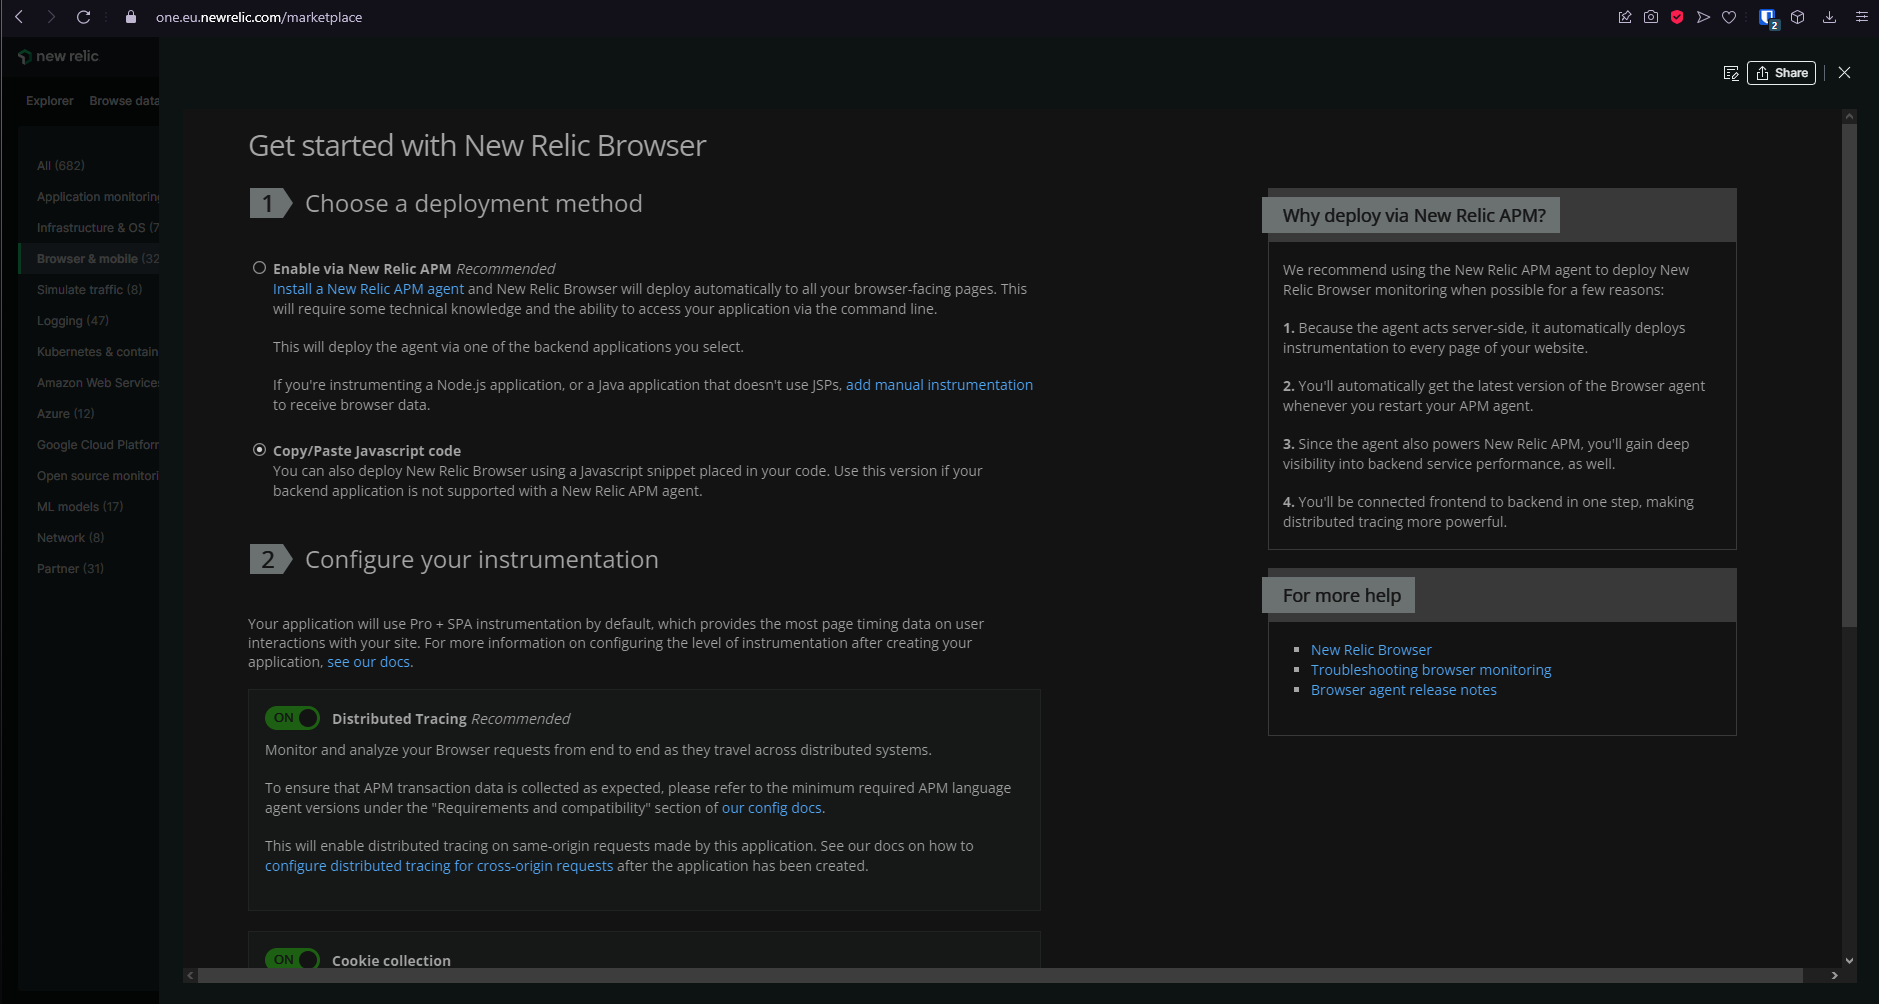 one.eu.newrelic.com/marketplace
2
new relic
Share
Explorer Browse data
All (682)
Application monitoring
Infrastructure & OS (7
Browser & mobile (32
Simulate traffic (8)
Logging (47)
Kubernetes & contain
Amazon Web Services
Azure (12)
Google Cloud Platform
Open source monitori
ML models (17)
Network (8)
Partner (31)
Get started with New Relic Browser
1 Choose a deployment method
Enable via New Relic APM Recommended
Install a New Relic APM agent and New Relic Browser will deploy automatically to all your browser-facing pages. This
will require some technical knowledge and the ability to access your application via the command line.
This will deploy the agent via one of the backend applications you select.
If you're instrumenting a Node.js application, or a Java application that doesn't use JSPs, add manual instrumentation
to receive browser data.
Copy/Paste Javascript code
You can also deploy New Relic Browser using a Javascript snippet placed in your code. Use this version if your
backend application is not supported with a New Relic APM agent.
2 Configure your instrumentation
Your application will use Pro + SPA instrumentation by default, which provides the most page timing data on user
interactions with your site. For more information on configuring the level of instrumentation after creating your
application, see our docs.
ON Distributed Tracing Recommended
Monitor and analyze your Browser requests from end to end as they travel across distributed systems.
To ensure that APM transaction data is collected as expected, please refer to the minimum required APM language
agent versions under the "Requirements and compatibility" section of our config docs.
This will enable distributed tracing on same-origin requests made by this application. See our docs on how to
configure distributed tracing for cross-origin requests after the application has been created.
ON Cookie collection
Why deploy via New Relic APM?
We recommend using the New Relic APM agent to deploy New
Relic Browser monitoring when possible for a few reasons:
1. Because the agent acts server-side, it automatically deploys
instrumentation to every page of your website.
2. You'll automatically get the latest version of the Browser agent
whenever you restart your APM agent.
3. Since the agent also powers New Relic APM, you'll gain deep
visibility into backend service performance, as well.
4. You'll be connected frontend to backend in one step, making
distributed tracing more powerful.
For more help
New Relic Browser
Troubleshooting browser monitoring
Browser agent release notes